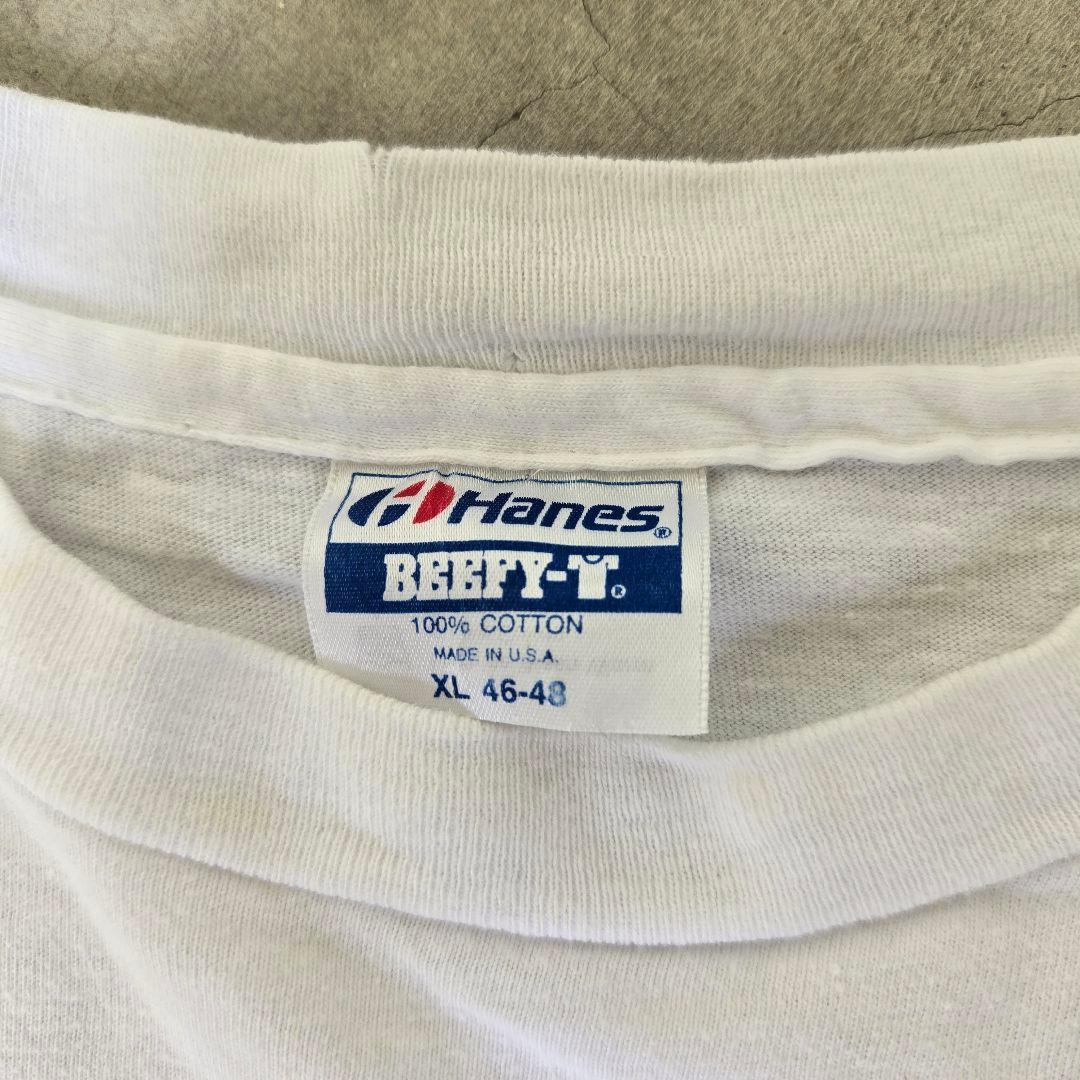 Hanes®
BEEFY-T®
100% COTTON
MADE IN U.S.A.
XL 46-48